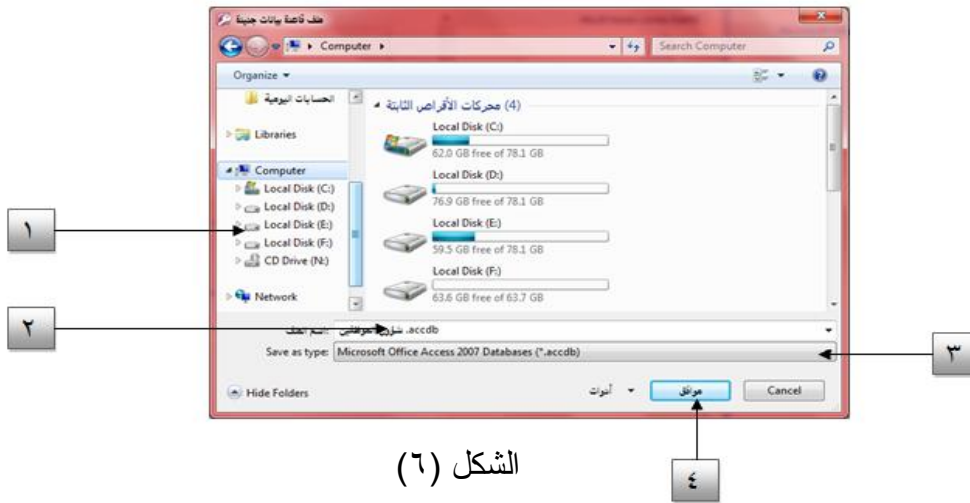 ملف قاعدة بيانات جديدة
Computer
Search Computer
Organize
الحسابات اليومية
Libraries
Computer
Local Disk (C:)
Local Disk (D:)
Local Disk (E:)
Local Disk (F:)
CD Drive (N:)
Network
محركات الأقراص الثابتة (4)
Local Disk (C:)
62.0 GB free of 78.1 GB
Local Disk (D:)
76.9 GB free of 78.1 GB
Local Disk (E:)
59.5 GB free of 78.1 GB
Local Disk (F:)
63.6 GB free of 63.7 GB
١
٢
اسم الملف: شؤون الموظفين .accdb
Save as type: Microsoft Office Access 2007 Databases (*.accdb)
٣
Hide Folders
أدوات
موافق
Cancel
٤
الشكل (٦)